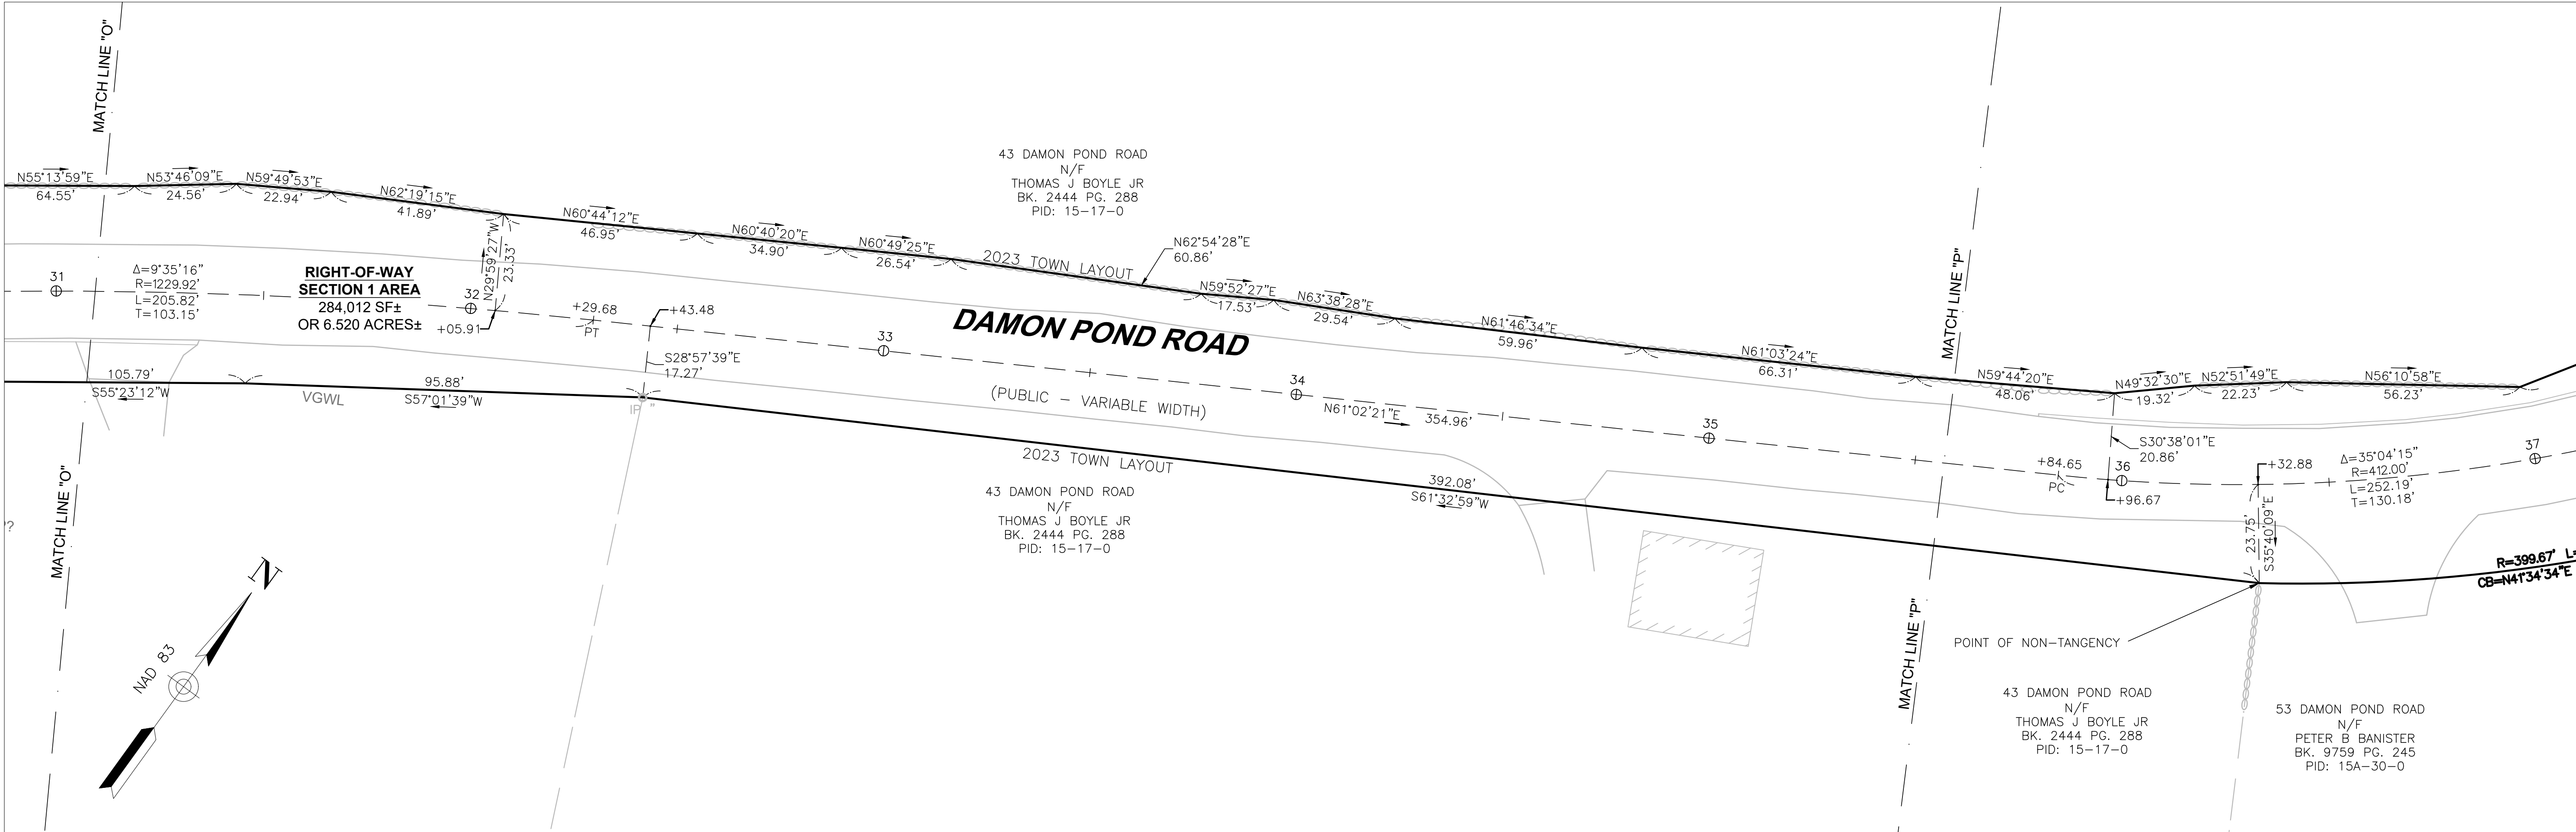 MATCH LINE "O"
N55°13'59"E
64.55'
N53°46'09"E
24.56'
N59°49'53"E
22.94'
N62°19'15"E
41.89'
N60°44'12"E
46.95'
N60°40'20"E
34.90'
N60°49'25"E
26.54'
43 DAMON POND ROAD
N/F
THOMAS J BOYLE JR
BK. 2444 PG. 288
PID: 15-17-0
2023 TOWN LAYOUT
N62°54'28"E
60.86'
N59°52'27"E
17.53'
N63°38'28"E
29.54'
N61°46'34"E
59.96'
N61°03'24"E
66.31'
MATCH LINE "P"
N59°44'20"E
48.06'
N49°32'30"E
19.32'
N52°51'49"E
22.23'
N56°10'58"E
56.23'
31
Δ=9°35'16"
R=1229.92'
L=205.82'
T=103.15'
RIGHT-OF-WAY
SECTION 1 AREA
284,012 SF±
OR 6.520 ACRES±
32
+05.91
N29°59'27"W
23.33'
+29.68
PT
+43.48
S28°57'39"E
17.27'
33
DAMON POND ROAD
(PUBLIC - VARIABLE WIDTH)
34
N61°02'21"E
354.96'
35
+84.65
PC
36
+96.67
S30°38'01"E
20.86'
+32.88
Δ=35°04'15"
R=412.00'
L=252.19'
T=130.18'
37
105.79'
S55°23'12"W
VGWL
95.88'
S57°01'39"W
IP
"
2023 TOWN LAYOUT
392.08'
S61°32'59"W
23.75'
S35°40'09"E
R=399.67' L=
CB=N41°34'34"E
43 DAMON POND ROAD
N/F
THOMAS J BOYLE JR
BK. 2444 PG. 288
PID: 15-17-0
??
MATCH LINE "O"
N
NAD 83
MATCH LINE "P"
POINT OF NON-TANGENCY
43 DAMON POND ROAD
N/F
THOMAS J BOYLE JR
BK. 2444 PG. 288
PID: 15-17-0
53 DAMON POND ROAD
N/F
PETER B BANISTER
BK. 9759 PG. 245
PID: 15A-30-0